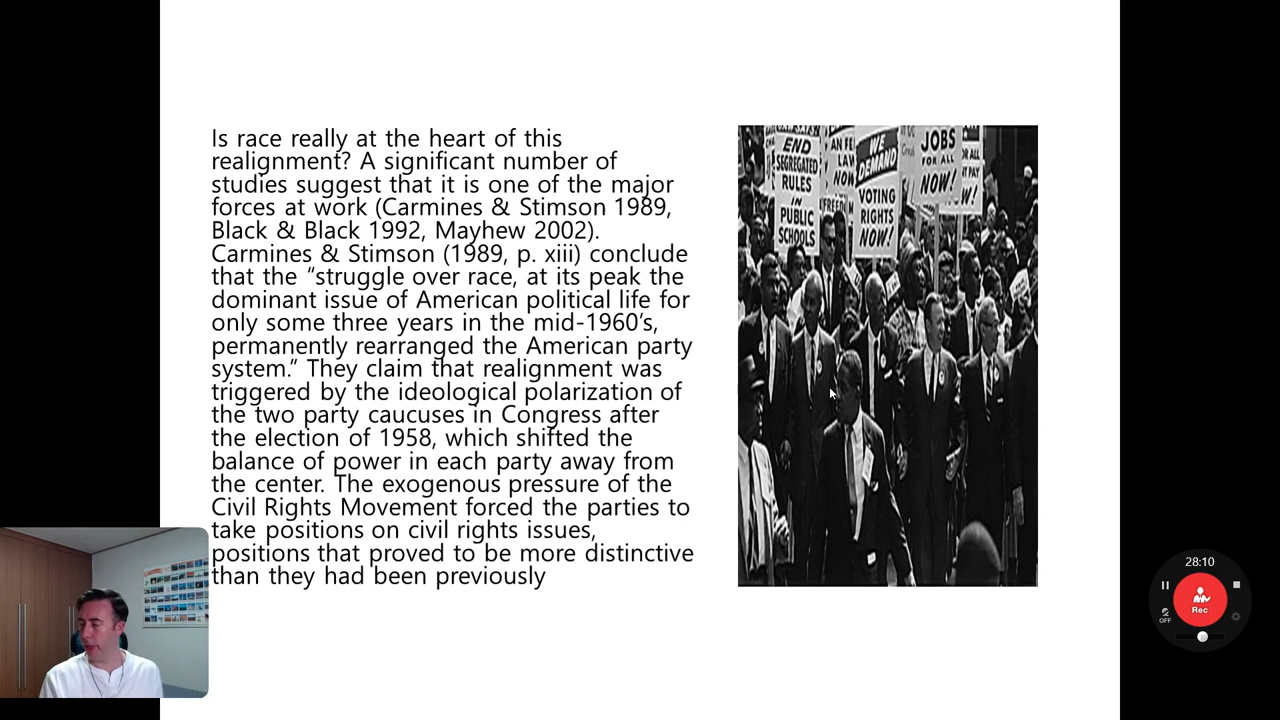 Is race really at the heart of this
realignment? A significant number of
studies suggest that it is one of the major
forces at work (Carmines & Stimson 1989,
Black & Black 1992, Mayhew 2002).
Carmines & Stimson (1989, p. xiii) conclude
that the “struggle over race, at its peak the
dominant issue of American political life for
only some three years in the mid-1960’s,
permanently rearranged the American party
system.” They claim that realignment was
triggered by the ideological polarization of
the two party caucuses in Congress after
the election of 1958, which shifted the
balance of power in each party away from
the center. The exogenous pressure of the
Civil Rights Movement forced the parties to
take positions on civil rights issues,
positions that proved to be more distinctive
than they had been previously
END
SEGREGATED
RULES
IN
PUBLIC
SCHOOLS
LAW
NOW
WE
DEMAND
VOTING
RIGHTS
NOW!
JOBS
FOR ALL
NOW!
28:10
Rec
OFF